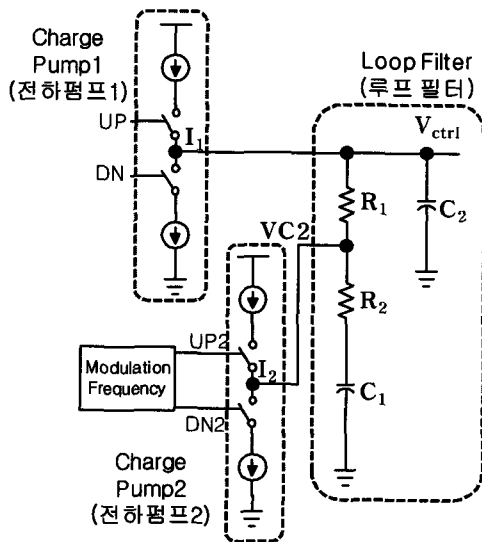 Charge
Pump1
(전하펌프1)
UP
I₁
DN
Loop Filter
(루프 필터)
V_ctrl
R₁
C₂
VC2
R₂
C₁
UP2
Modulation
Frequency
I₂
DN2
Charge
Pump2
(전하펌프2)